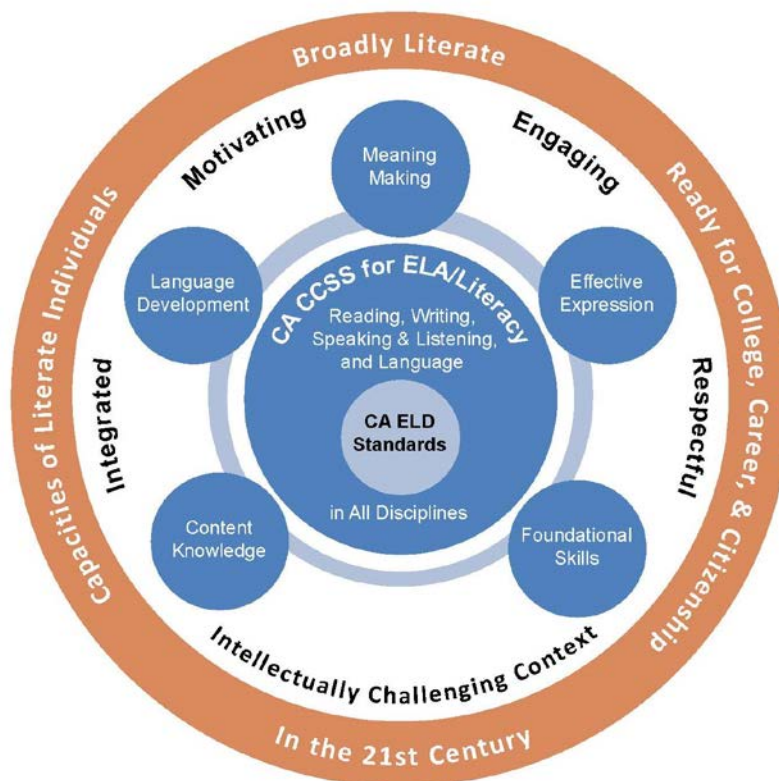 Broadly Literate
Ready for College, Career, & Citizenship
In the 21st Century
Capacities of Literate Individuals
Motivating
Engaging
Respectful
Intellectually Challenging Context
Integrated
Meaning
Making
Effective
Expression
Foundational
Skills
Content
Knowledge
Language
Development
CA CCSS for ELA/Literacy
Reading, Writing,
Speaking & Listening,
and Language
CA ELD
Standards
in All Disciplines